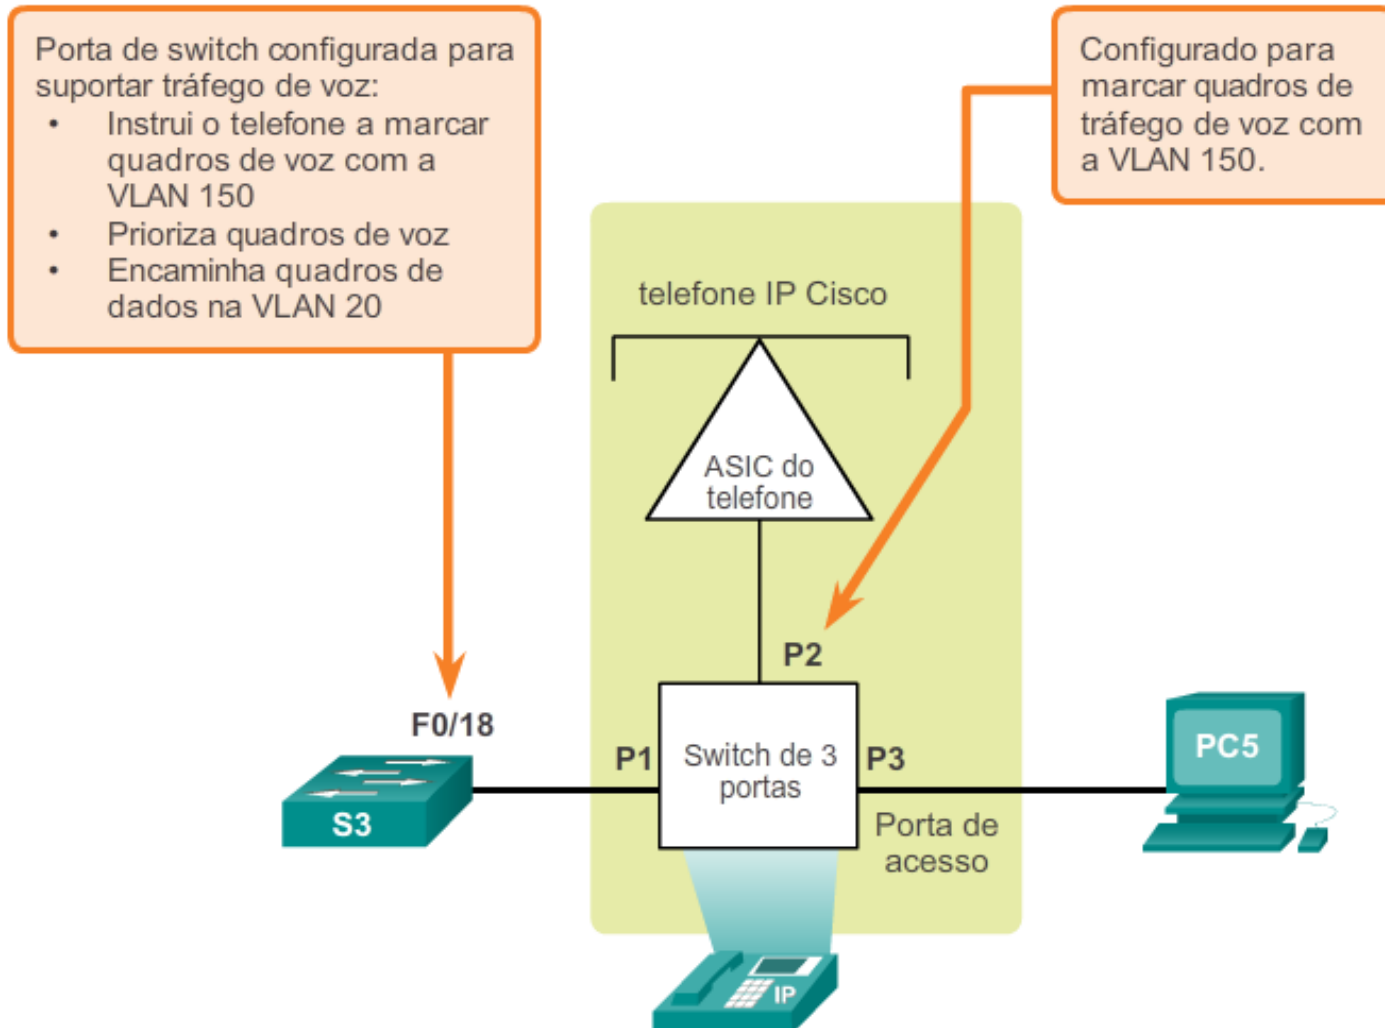 Porta de switch configurada para
suportar tráfego de voz:
• Instrui o telefone a marcar
quadros de voz com a
VLAN 150
• Prioriza quadros de voz
• Encaminha quadros de
dados na VLAN 20
Configurado para
marcar quadros de
tráfego de voz com
a VLAN 150.
telefone IP Cisco
ASIC do
telefone
P2
F0/18
P1
Switch de 3
portas
P3
PC5
S3
Porta de
acesso
IP